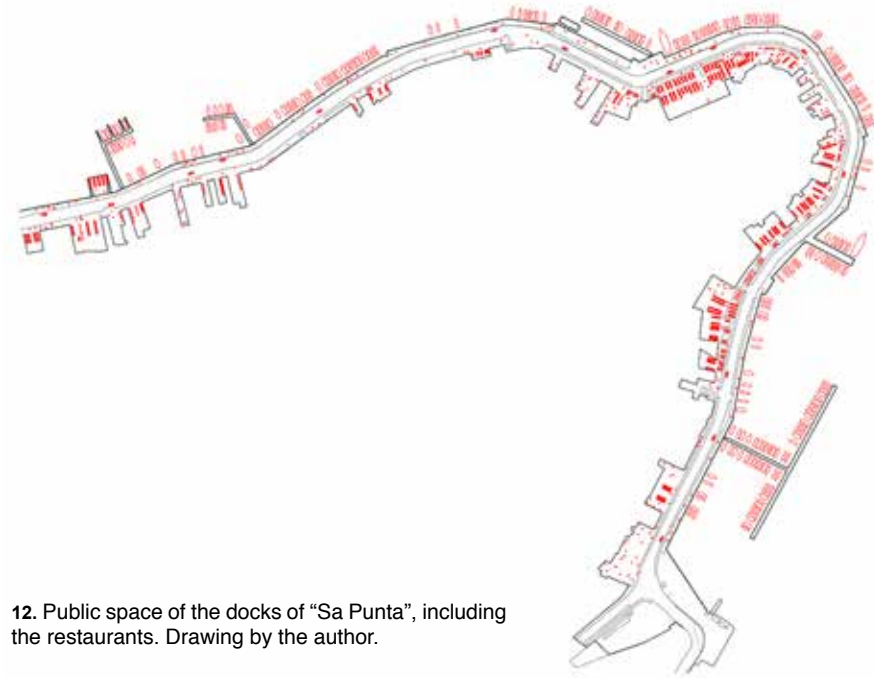 12. Public space of the docks of “Sa Punta”, including
the restaurants. Drawing by the author.